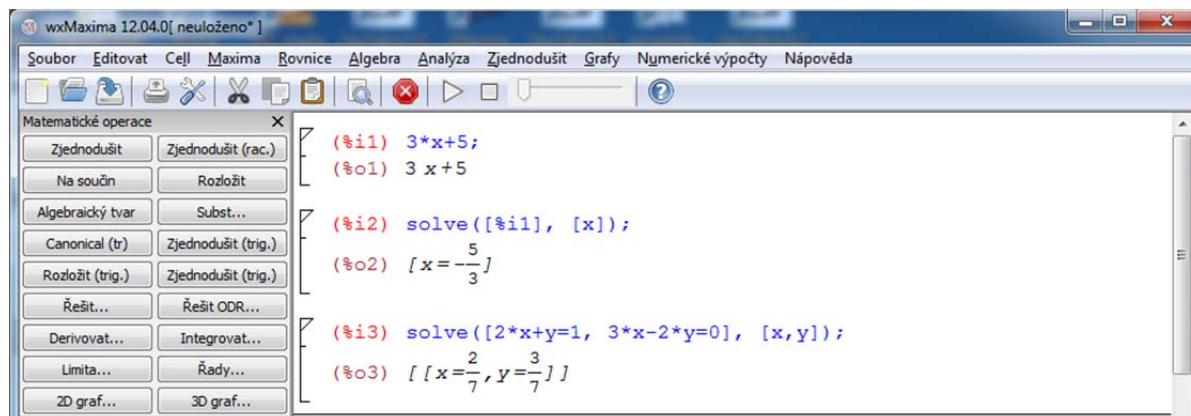 wxMaxima 12.04.0[ neuloženo* ]
Soubor Editovat Cell Maxima Rovnice Algebra Analýza Zjednodušit Grafy Numerické výpočty Nápověda
Matematické operace
Zjednodušit Zjednodušit (rac.)
Na součin Rozložit
Algebraický tvar Subst...
Canonical (tr) Zjednodušit (trig.)
Rozložit (trig.) Zjednodušit (trig.)
Řešit... Řešit ODR...
Derivovat... Integrovat...
Limita... Řady...
2D graf... 3D graf...
(%i1) 3*x+5;
(%o1) 3 x+5
(%i2) solve([%i1], [x]);
(%o2) [x=-5/3]
(%i3) solve([2*x+y=1, 3*x-2*y=0], [x,y]);
(%o3) [[x=2/7,y=3/7]]